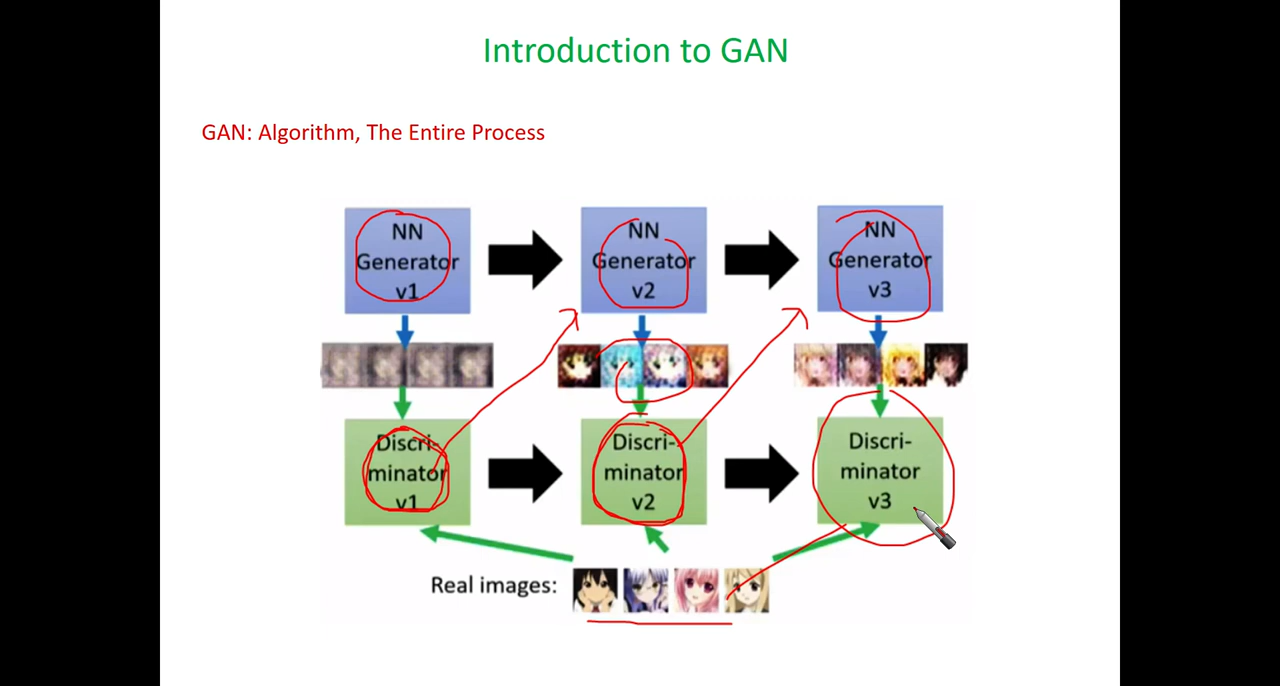 Introduction to GAN
GAN: Algorithm, The Entire Process
NN
Generator
v1
NN
Generator
v2
NN
Generator
v3
Discri-
minator
v1
Discri-
minator
v2
Discri-
minator
v3
Real images: